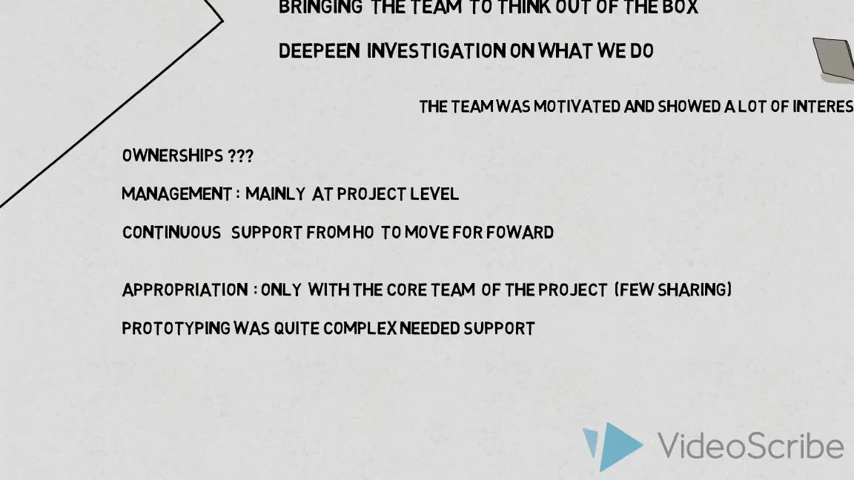 BRINGING THE TEAM TO THINK OUT OF THE BOX
DEEPEEN INVESTIGATION ON WHAT WE DO
THE TEAM WAS MOTIVATED AND SHOWED A LOT OF INTERES
OWNERSHIPS ???
MANAGEMENT : MAINLY AT PROJECT LEVEL
CONTINUOUS SUPPORT FROM HO TO MOVE FOR FOWARD
APPROPRIATION : ONLY WITH THE CORE TEAM OF THE PROJECT (FEW SHARING)
PROTOTYPING WAS QUITE COMPLEX NEEDED SUPPORT
VideoScribe